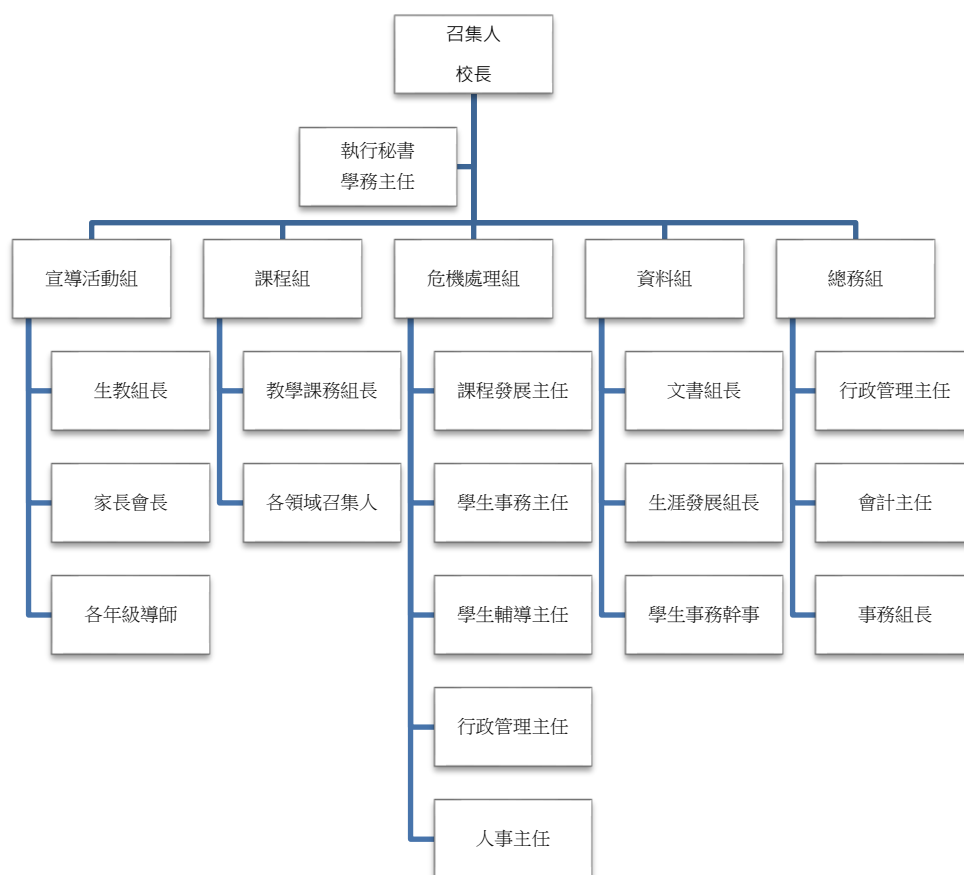 召集人
校長
執行秘書
學務主任
宣導活動組
課程組
危機處理組
資料組
總務組
生教組長
教學課務組長
課程發展主任
文書組長
行政管理主任
家長會長
各領域召集人
學生事務主任
生涯發展組長
會計主任
各年級導師
學生輔導主任
學生事務幹事
事務組長
行政管理主任
人事主任